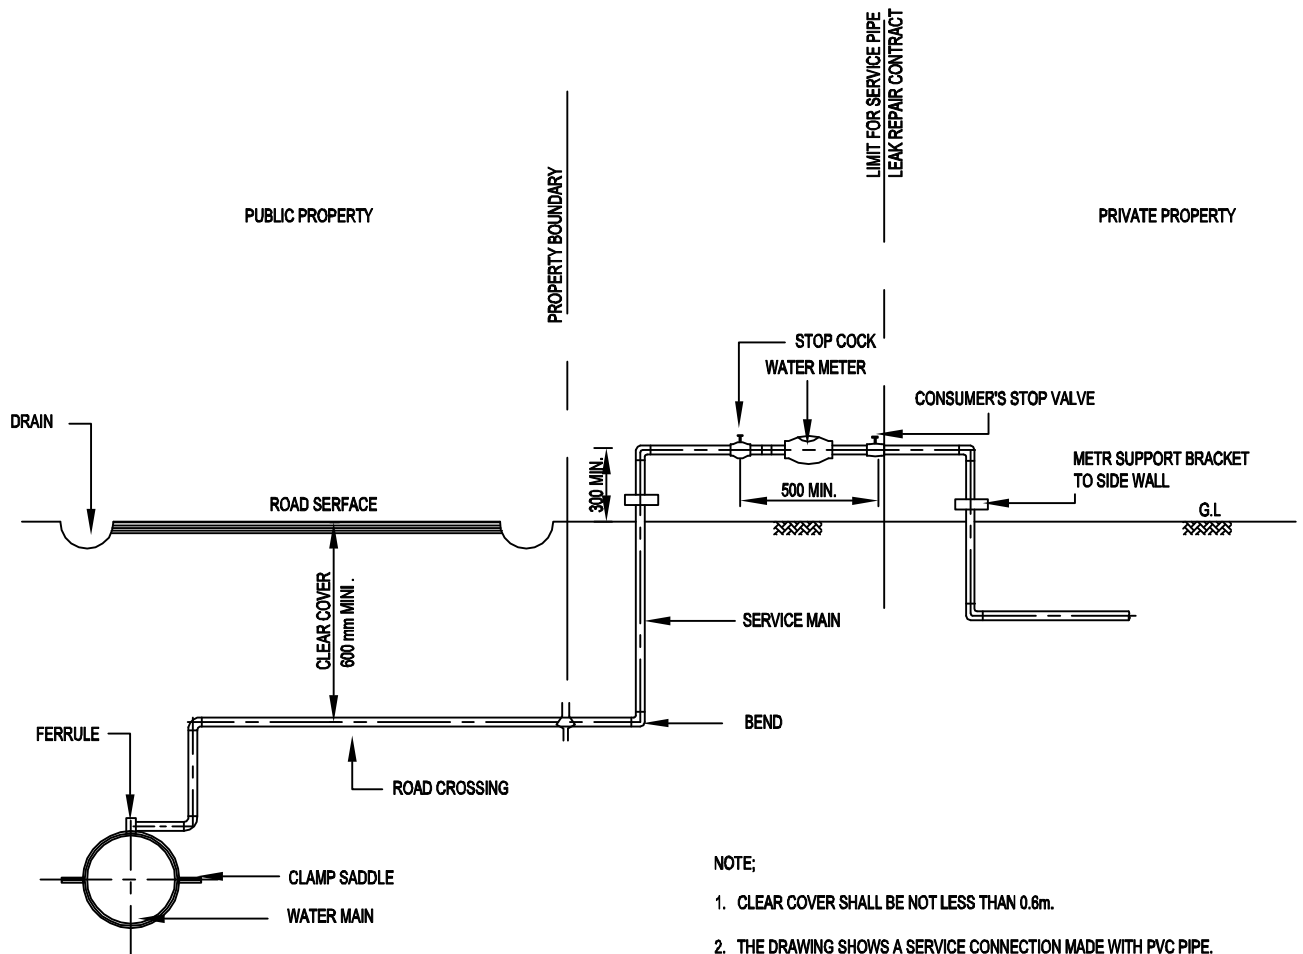 LIMIT FOR SERVICE PIPE
LEAK REPAIR CONTRACT
PROPERTY BOUNDARY
PUBLIC PROPERTY
PRIVATE PROPERTY
STOP COCK
WATER METER
CONSUMER'S STOP VALVE
DRAIN
METR SUPPORT BRACKET
TO SIDE WALL
300 MIN.
500 MIN.
ROAD SERFACE
G.L
CLEAR COVER
600 mm MINI .
SERVICE MAIN
FERRULE
BEND
ROAD CROSSING
CLAMP SADDLE
WATER MAIN
NOTE;
1. CLEAR COVER SHALL BE NOT LESS THAN 0.6m.
2. THE DRAWING SHOWS A SERVICE CONNECTION MADE WITH PVC PIPE.